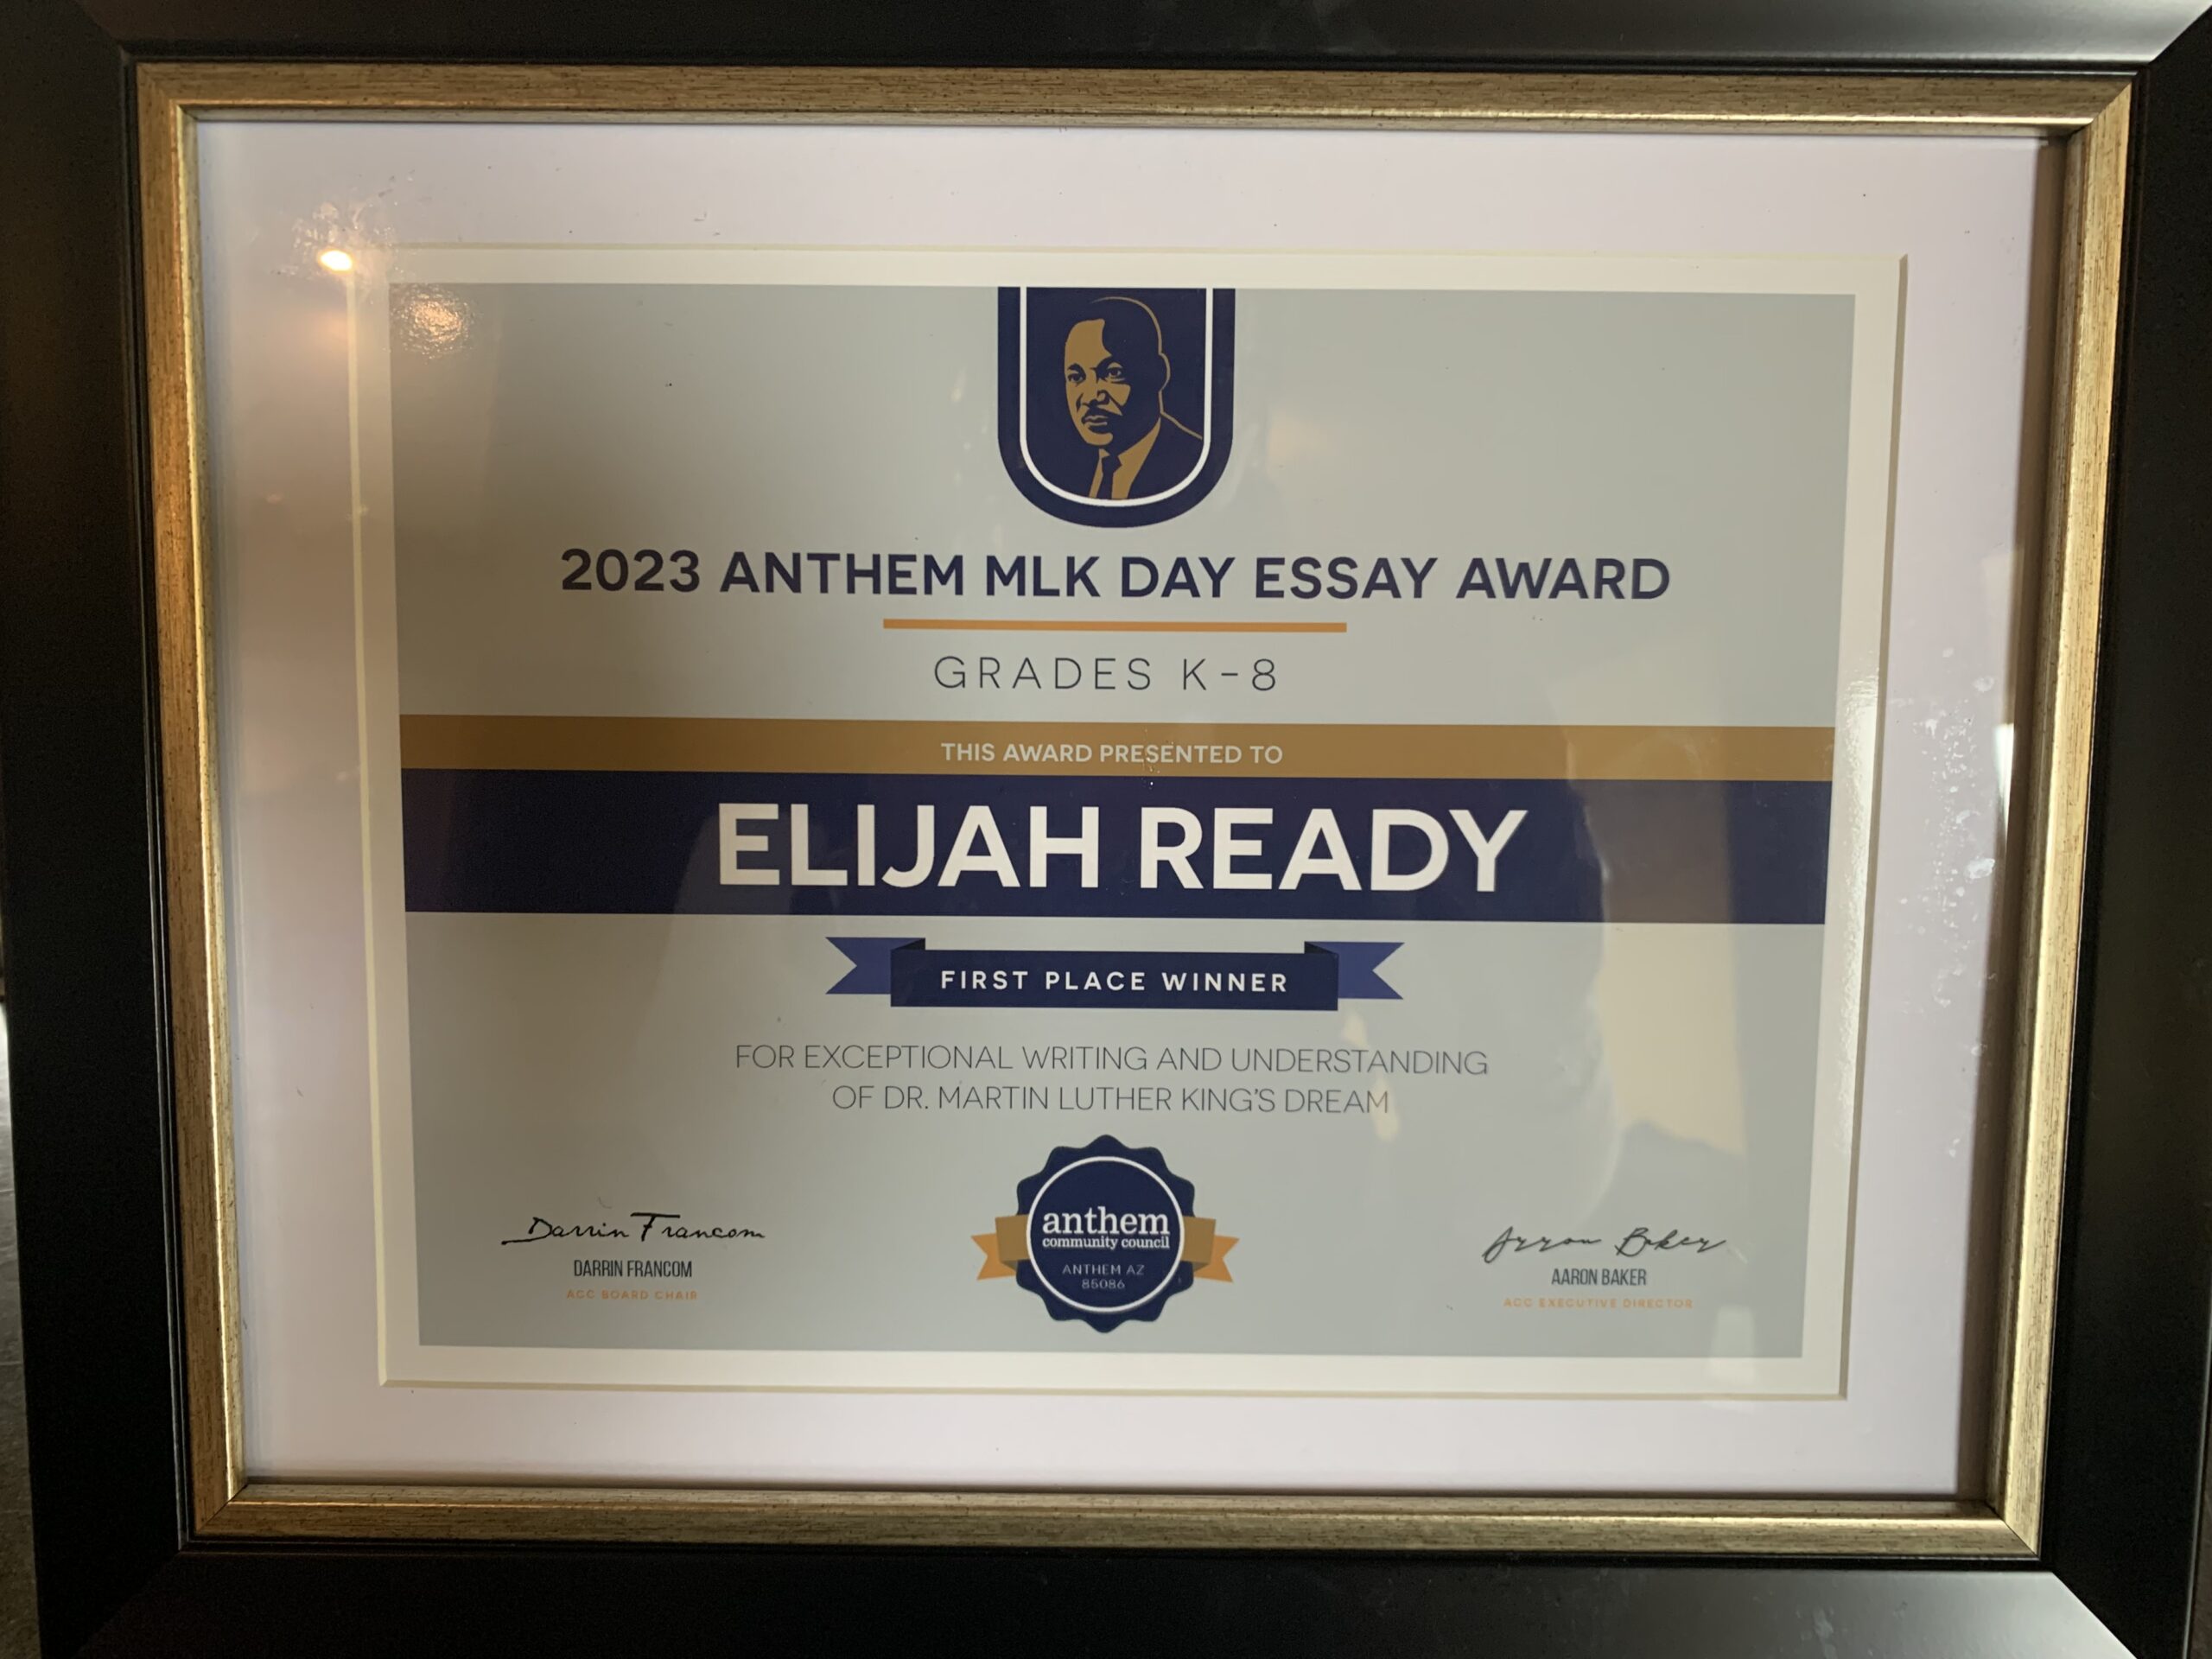 2023 ANTHEM MLK DAY ESSAY AWARD
GRADES K-8
THIS AWARD PRESENTED TO
ELIJAH READY
FIRST PLACE WINNER
FOR EXCEPTIONAL WRITING AND UNDERSTANDING
OF DR. MARTIN LUTHER KING'S DREAM
Darrin Francom
DARRIN FRANCOM
ACC BOARD CHAIR
anthem
community council
ANTHEM AZ
85086
Aaron Baker
AARON BAKER
ACC EXECUTIVE DIRECTOR